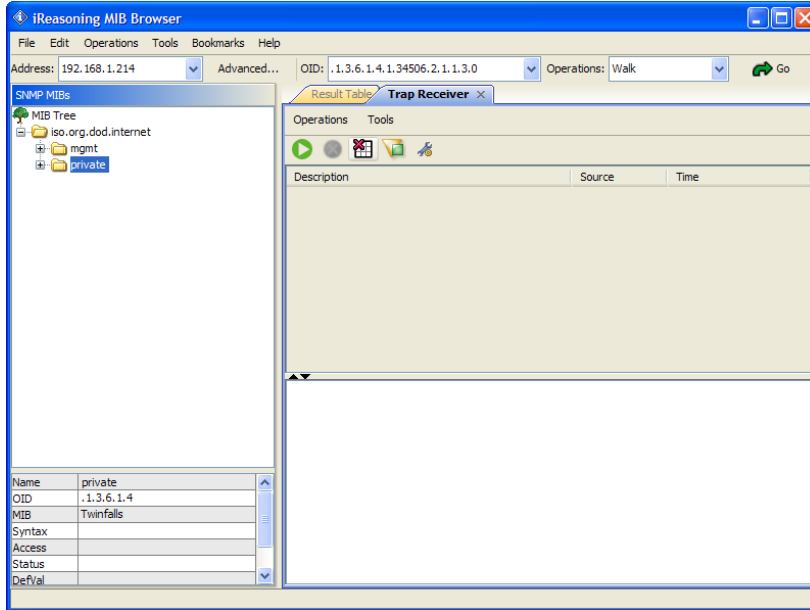 iReasoning MIB Browser
File Edit Operations Tools Bookmarks Help
Address: 192.168.1.214 Advanced... OID: .1.3.6.1.4.1.34506.2.1.1.3.0 Operations: Walk Go
SNMP MIBs
Result Table Trap Receiver
MIB Tree
iso.org.dod.internet
mgmt
private
Operations Tools
Description Source Time
Name private
OID .1.3.6.1.4
MIB Twinfalls
Syntax
Access
Status
DefVal